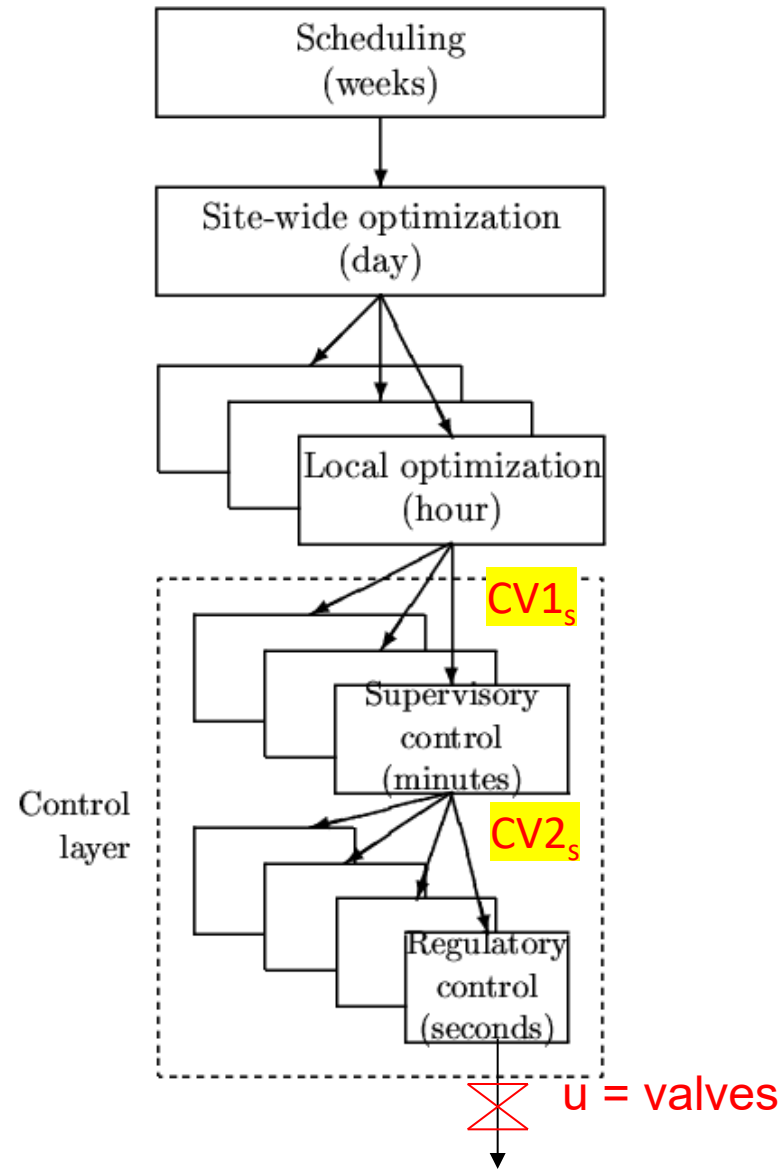 Scheduling
(weeks)
Site-wide optimization
(day)
Local optimization
(hour)
CV1s
Supervisory
control
(minutes)
Control
layer
CV2s
Regulatory
control
(seconds)
u = valves